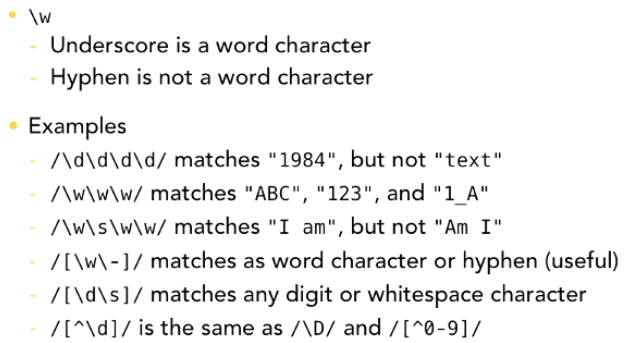 • \w
- Underscore is a word character
- Hyphen is not a word character
• Examples
- /\d\d\d\d/ matches "1984", but not "text"
- /\w\w\w/ matches "ABC", "123", and "1_A"
- /\w\s\w\w/ matches "I am", but not "Am I"
- /[\w\-]/ matches as word character or hyphen (useful)
- /[\d\s]/ matches any digit or whitespace character
- /[^\d]/ is the same as /\D/ and /[^0-9]/